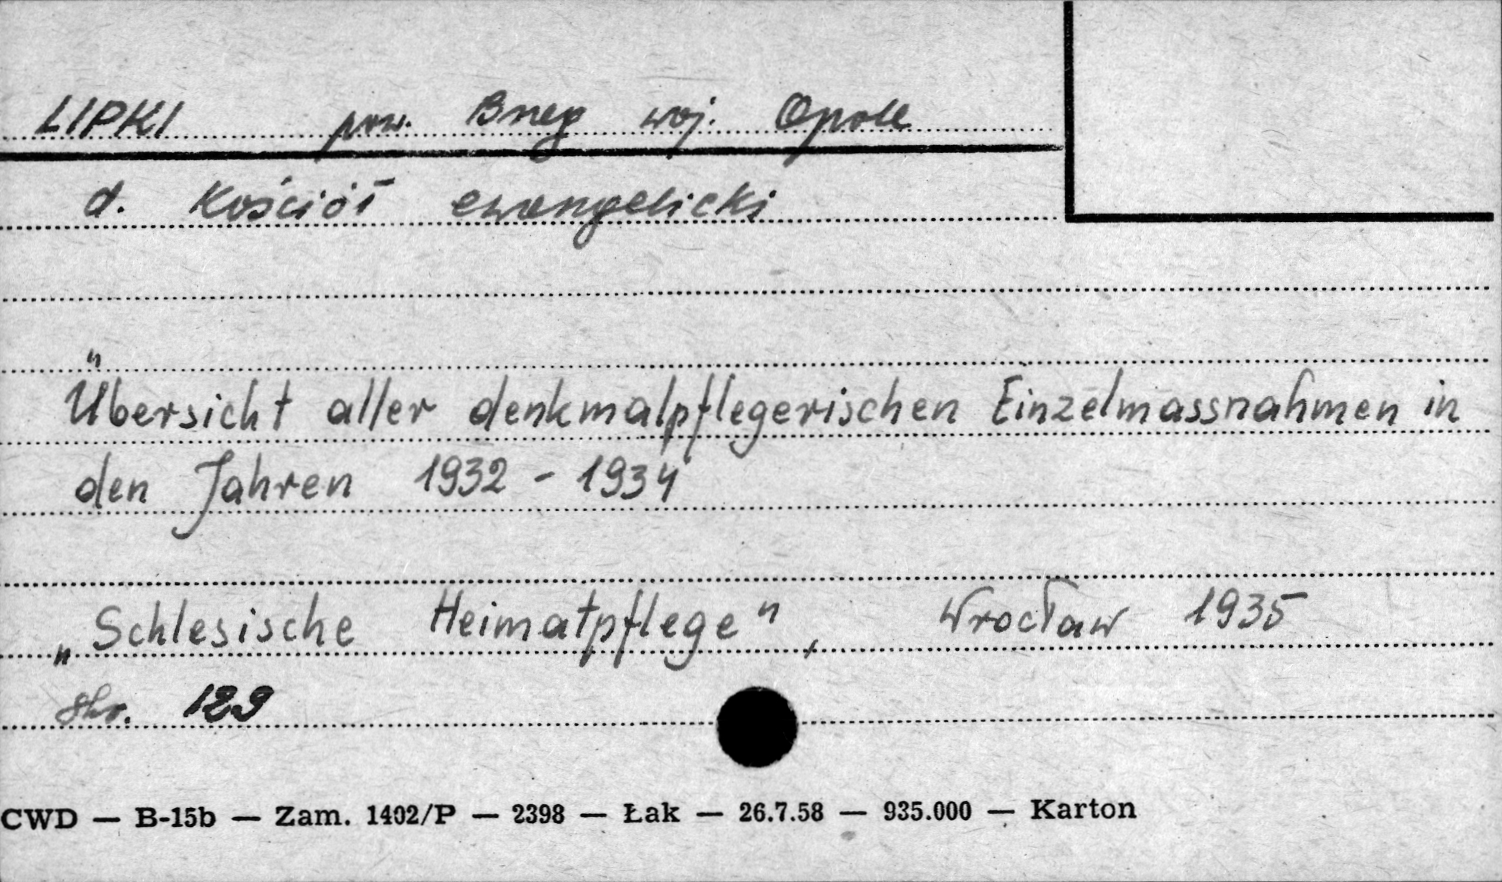 LIPKI pow. Brzeg woj. Opole
d. Kościół ewangelicki
Übersicht aller denkmalpflegerischen Einzelmassnahmen in
den Jahren 1932 - 1934
„Schlesische Heimatpflege", Wrocław 1935
str. 129
CWD — B-15b — Zam. 1402/P — 2398 — Łak — 26.7.58 — 935.000 — Karton